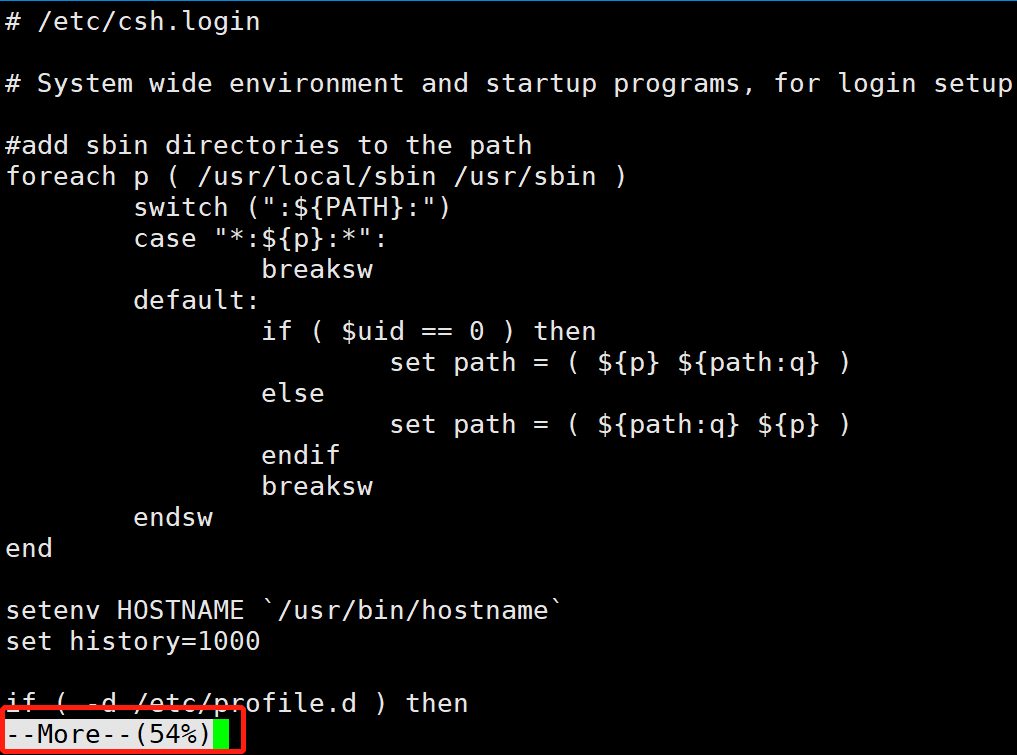 # /etc/csh.login
# System wide environment and startup programs, for login setup
#add sbin directories to the path
foreach p ( /usr/local/sbin /usr/sbin )
switch (":${PATH}:")
case "*:${p}:*":
breaksw
default:
if ( $uid == 0 ) then
set path = ( ${p} ${path:q} )
else
set path = ( ${path:q} ${p} )
endif
breaksw
endsw
end
setenv HOSTNAME `/usr/bin/hostname`
set history=1000
if ( -d /etc/profile.d ) then
--More--(54%)